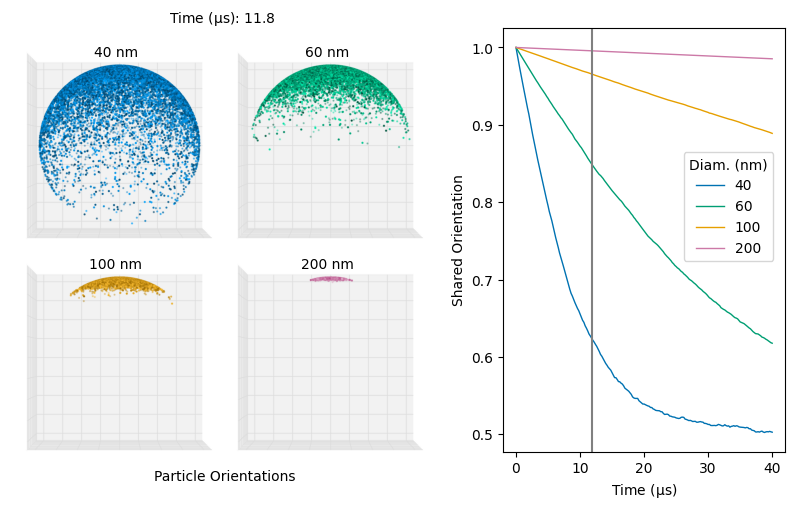 Time (μs): 11.8
40 nm
60 nm
100 nm
200 nm
Particle Orientations
Shared Orientation
1.0
0.9
0.8
0.7
0.6
0.5
Diam. (nm)
40
60
100
200
0
10
20
30
40
Time (μs)